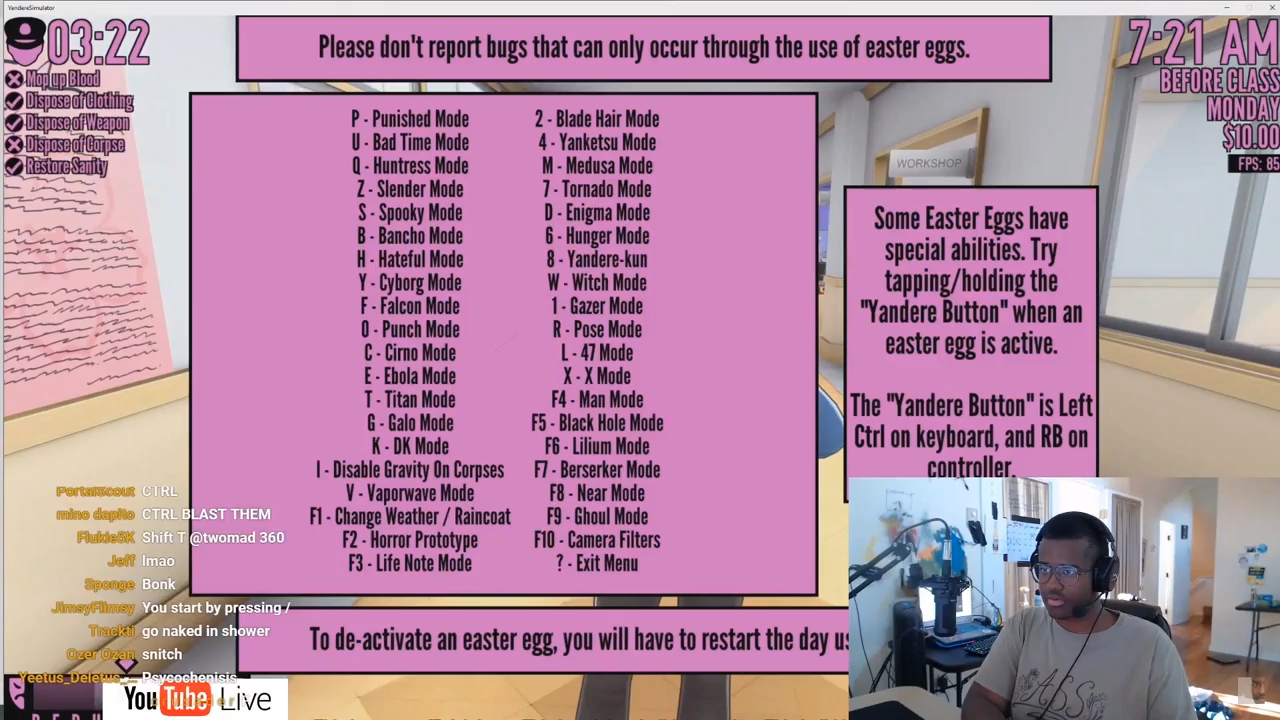 YandereSimulator
Please don't report bugs that can only occur through the use of easter eggs.
03:22
Mop up Blood
Dispose of Clothing
Dispose of Weapon
Dispose of Corpse
Restore Sanity
7:21 AM
BEFORE CLASS
MONDAY
$10.00
FPS: 85
WORKSHOP
P - Punished Mode
U - Bad Time Mode
Q - Huntress Mode
Z - Slender Mode
S - Spooky Mode
B - Bancho Mode
H - Hateful Mode
Y - Cyborg Mode
F - Falcon Mode
O - Punch Mode
C - Cirno Mode
E - Ebola Mode
T - Titan Mode
G - Galo Mode
K - DK Mode
I - Disable Gravity On Corpses
V - Vaporwave Mode
F1 - Change Weather / Raincoat
F2 - Horror Prototype
F3 - Life Note Mode
2 - Blade Hair Mode
4 - Yanketsu Mode
M - Medusa Mode
7 - Tornado Mode
D - Enigma Mode
6 - Hunger Mode
8 - Yandere-kun
W - Witch Mode
1 - Gazer Mode
R - Pose Mode
L - 47 Mode
X - X Mode
F4 - Man Mode
F5 - Black Hole Mode
F6 - Lilium Mode
F7 - Berserker Mode
F8 - Near Mode
F9 - Ghoul Mode
F10 - Camera Filters
? - Exit Menu
Some Easter Eggs have
special abilities. Try
tapping/holding the
"Yandere Button" when an
easter egg is active.
The "Yandere Button" is Left
Ctrl on keyboard, and RB on
controller.
PortalScout CTRL
mino dapito CTRL BLAST THEM
Flukie5K Shift T @twomad 360
Jeff lmao
Sponge Bonk
JimsyFlimsy You start by pressing /
Trackti go naked in shower
Ozer Ozan snitch
Yeetus_Deletus_... Psycochenisis
To de-activate an easter egg, you will have to restart the day us
YouTube Live